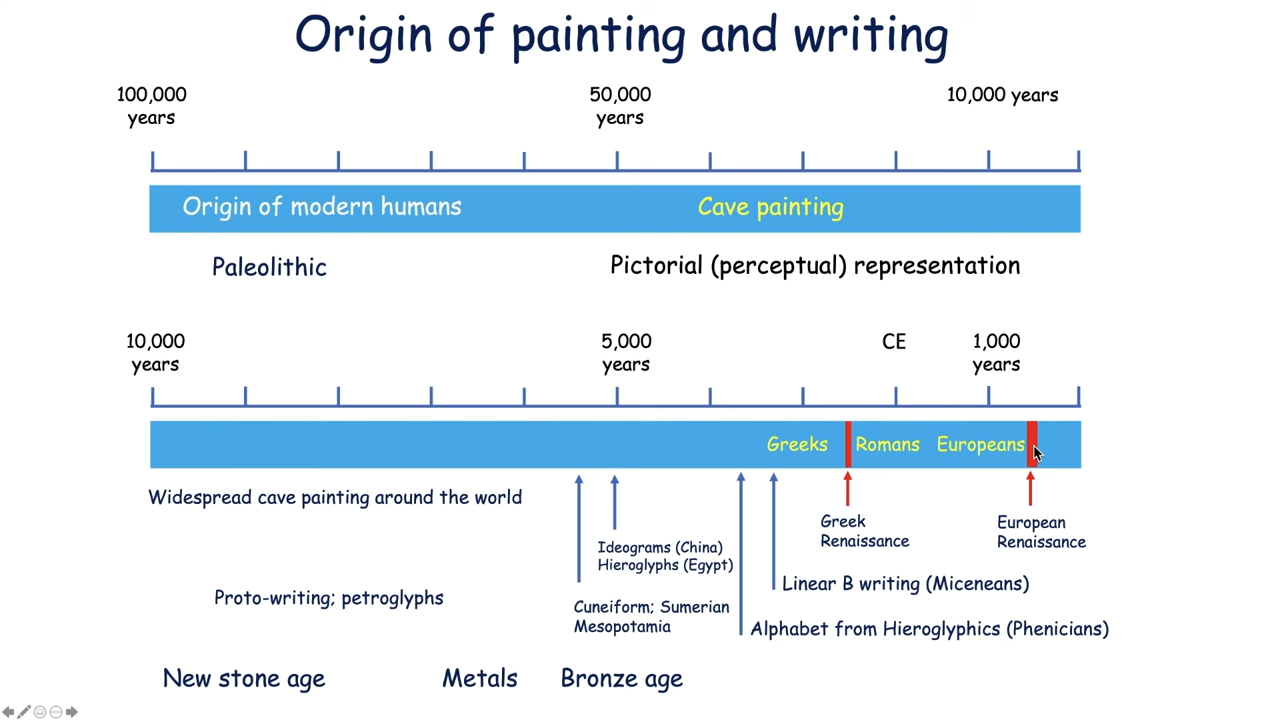 Origin of painting and writing
100,000
years
50,000
years
10,000 years
Origin of modern humans
Cave painting
Paleolithic
Pictorial (perceptual) representation
10,000
years
5,000
years
CE
1,000
years
Greeks
Romans
Europeans
Widespread cave painting around the world
Greek
Renaissance
European
Renaissance
Ideograms (China)
Hieroglyphs (Egypt)
Linear B writing (Miceneans)
Proto-writing; petroglyphs
Cuneiform; Sumerian
Mesopotamia
Alphabet from Hieroglyphics (Phenicians)
New stone age
Metals
Bronze age